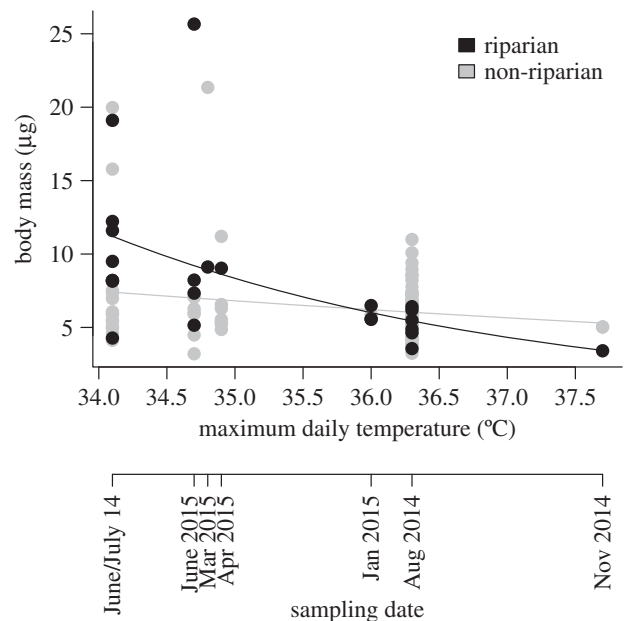 25
20
15
10
5
body mass (μg)
riparian
non-riparian
34.0 34.5 35.0 35.5 36.0 36.5 37.0 37.5
maximum daily temperature (ºC)
June/July 14
June 2015
Mar 2015
Apr 2015
Jan 2015
Aug 2014
Nov 2014
sampling date